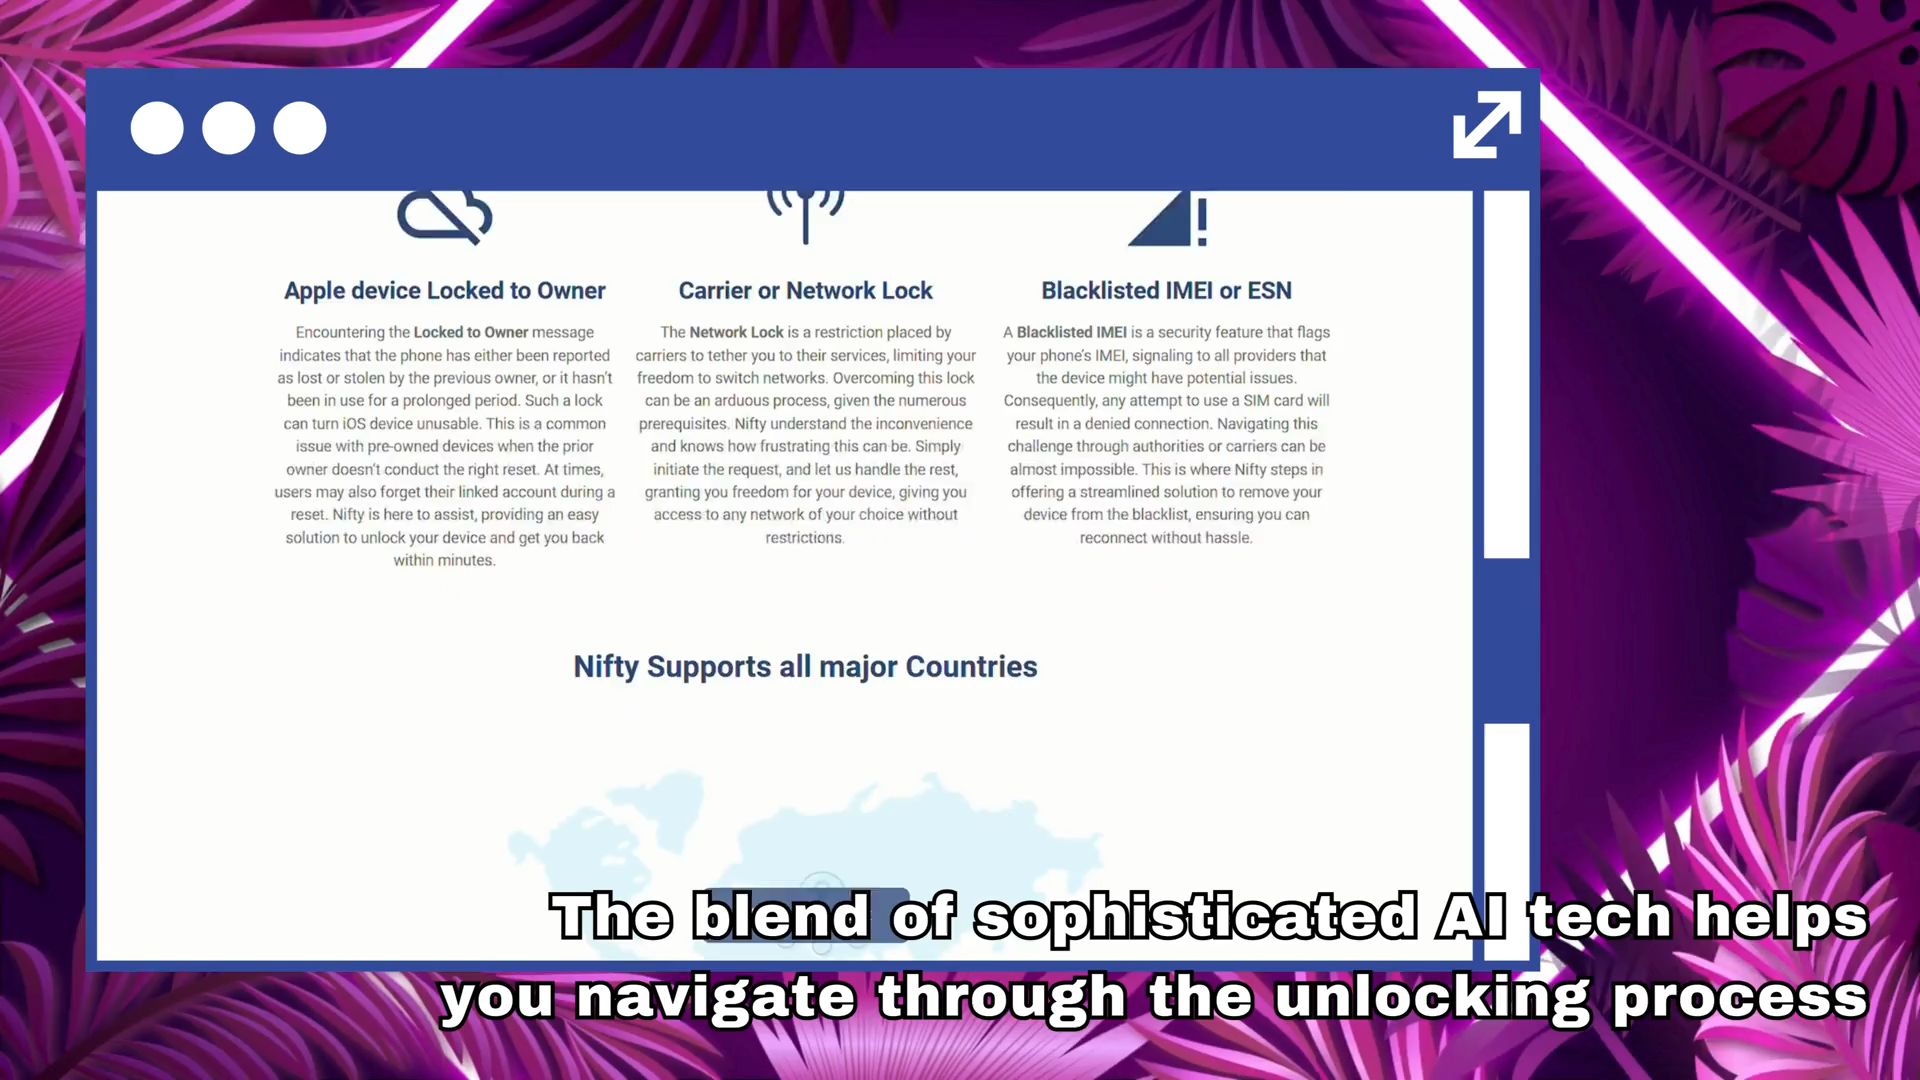 Apple device Locked to Owner
Encountering the Locked to Owner message
indicates that the phone has either been reported
as lost or stolen by the previous owner, or it hasn't
been in use for a prolonged period. Such a lock
can turn iOS device unusable. This is a common
issue with pre-owned devices when the prior
owner doesn't conduct the right reset. At times,
users may also forget their linked account during a
reset. Nifty is here to assist, providing an easy
solution to unlock your device and get you back
within minutes.
Carrier or Network Lock
The Network Lock is a restriction placed by
carriers to tether you to their services, limiting your
freedom to switch networks. Overcoming this lock
can be an arduous process, given the numerous
prerequisites. Nifty understand the inconvenience
and knows how frustrating this can be. Simply
initiate the request, and let us handle the rest,
granting you freedom for your device, giving you
access to any network of your choice without
restrictions.
Blacklisted IMEI or ESN
A Blacklisted IMEI is a security feature that flags
your phone's IMEI, signaling to all providers that
the device might have potential issues.
Consequently, any attempt to use a SIM card will
result in a denied connection. Navigating this
challenge through authorities or carriers can be
almost impossible. This is where Nifty steps in
offering a streamlined solution to remove your
device from the blacklist, ensuring you can
reconnect without hassle.
Nifty Supports all major Countries
The blend of sophisticated AI tech helps
you navigate through the unlocking process